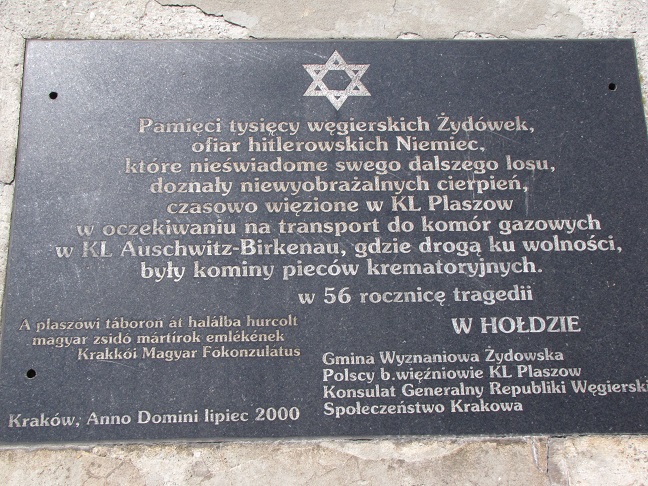 Pamięci tysięcy węgierskich Żydówek,
ofiar hitlerowskich Niemiec,
które nieświadome swego dalszego losu,
doznały niewyobrażalnych cierpień,
czasowo więzione w KL Plaszow
w oczekiwaniu na transport do komór gazowych
w KL Auschwitz-Birkenau, gdzie drogą ku wolności,
były kominy pieców krematoryjnych.
w 56 rocznicę tragedii
A plaszowi táboron át halálba hurcolt
magyar zsidó mártírok emlékének
Krakkói Magyar Fokonzulátus
W HOŁDZIE
Gmina Wyznaniowa Żydowska
Polscy b.więźniowie KL Plaszow
Konsulat Generalny Republiki Węgierski
Społeczeństwo Krakowa
Kraków, Anno Domini lipiec 2000